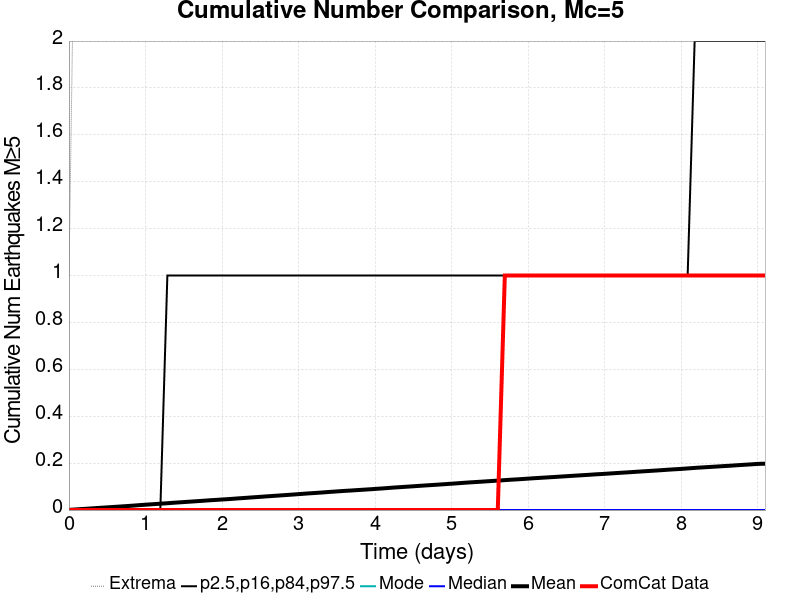 Cumulative Number Comparison, Mc=5
Cumulative Num Earthquakes M≥5
2
1.8
1.6
1.4
1.2
1
0.8
0.6
0.4
0.2
0
0 1 2 3 4 5 6 7 8 9
Time (days)
Extrema p2.5,p16,p84,p97.5 Mode Median Mean ComCat Data